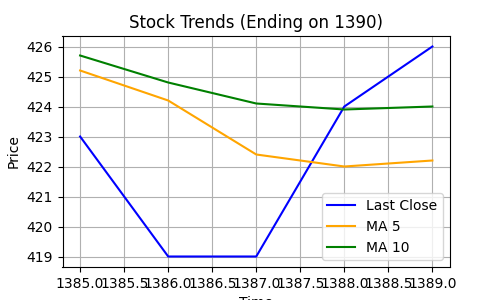 Stock Trends (Ending on 1390)
426
425
424
423
422
421
420
419
Price
Last Close
MA 5
MA 10
1385.0 1385.5 1386.0 1386.5 1387.0 1387.5 1388.0 1388.5 1389.0
Time